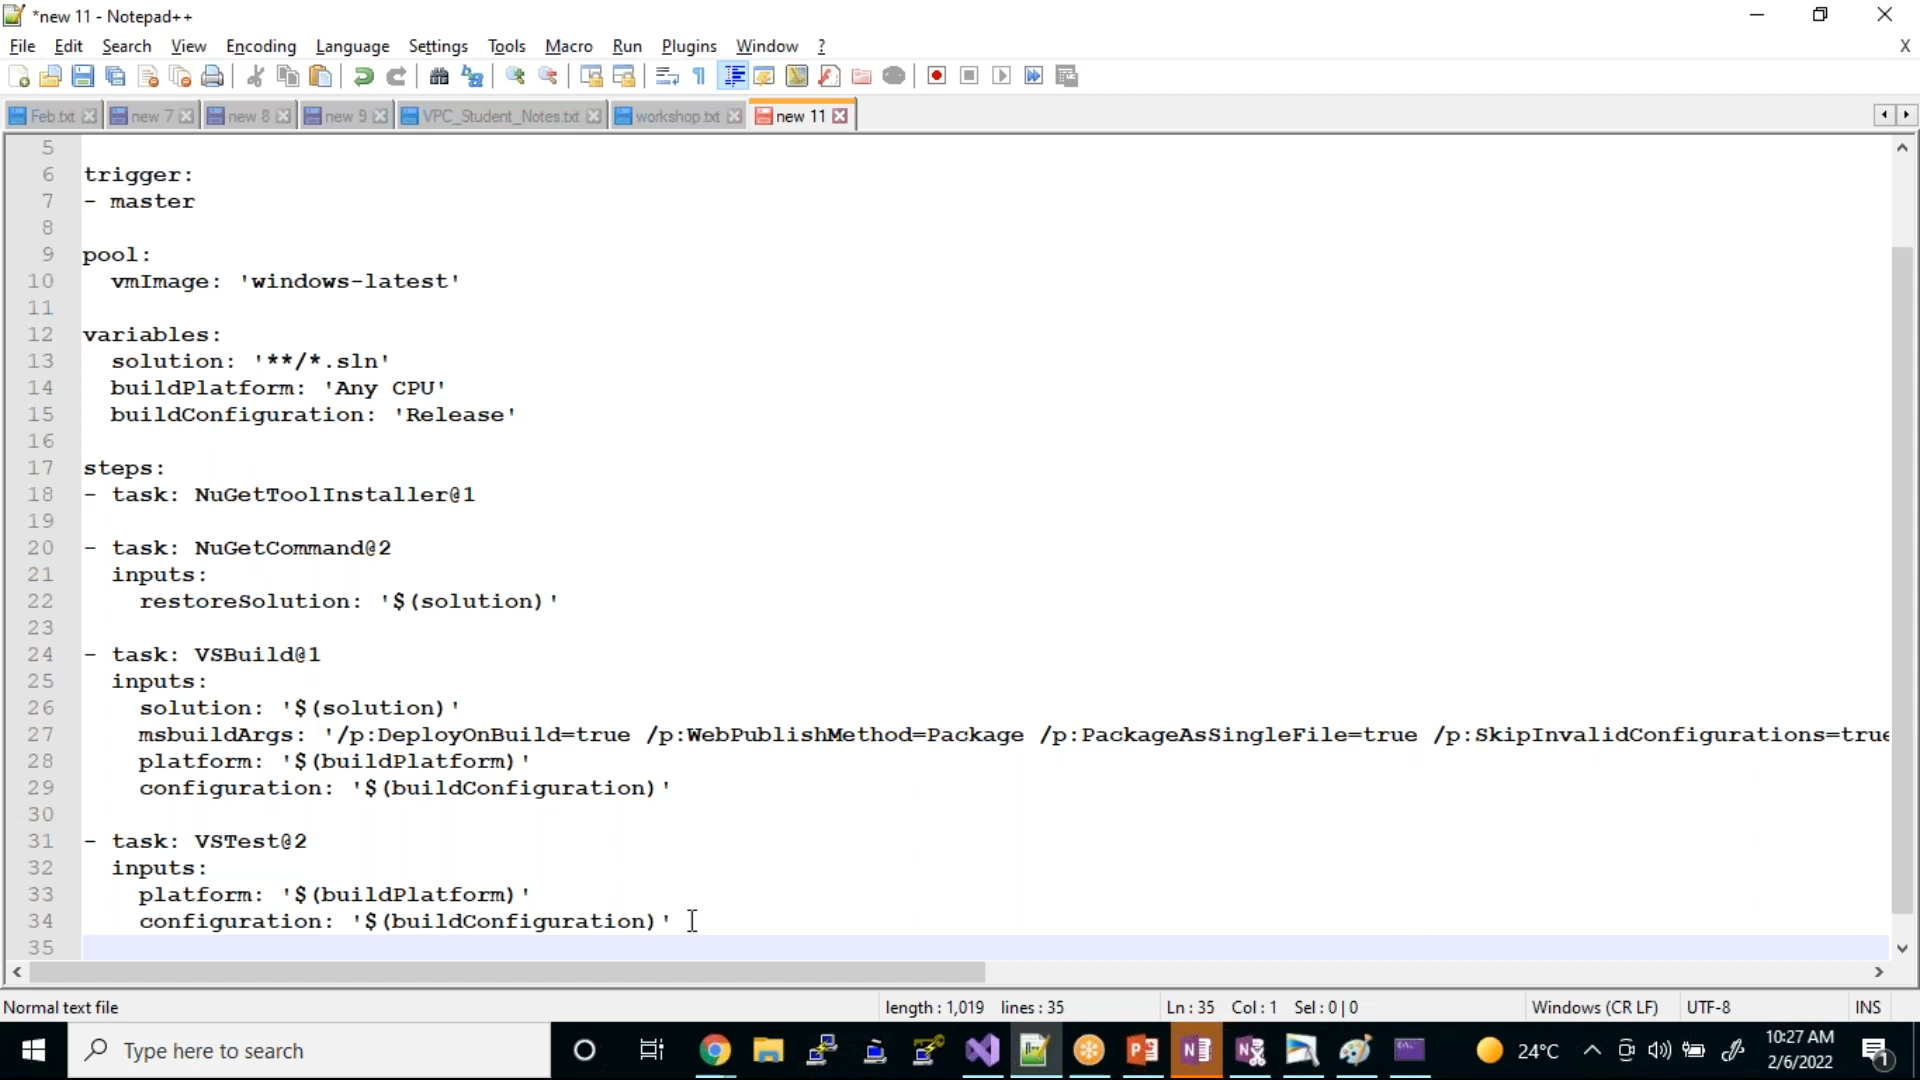 *new 11 - Notepad++
File Edit Search View Encoding Language Settings Tools Macro Run Plugins Window ? X
Feb.txt new 7 new 8 new 9 VPC_Student_Notes.txt workshop.txt new 11
5
6 trigger:
7 - master
8
9 pool:
10 vmImage: 'windows-latest'
11
12 variables:
13 solution: '**/*.sln'
14 buildPlatform: 'Any CPU'
15 buildConfiguration: 'Release'
16
17 steps:
18 - task: NuGetToolInstaller@1
19
20 - task: NuGetCommand@2
21 inputs:
22 restoreSolution: '$(solution)'
23
24 - task: VSBuild@1
25 inputs:
26 solution: '$(solution)'
27 msbuildArgs: '/p:DeployOnBuild=true /p:WebPublishMethod=Package /p:PackageAsSingleFile=true /p:SkipInvalidConfigurations=true
28 platform: '$(buildPlatform)'
29 configuration: '$(buildConfiguration)'
30
31 - task: VSTest@2
32 inputs:
33 platform: '$(buildPlatform)'
34 configuration: '$(buildConfiguration)'
35
Normal text file length : 1,019 lines : 35 Ln : 35 Col : 1 Sel : 0 | 0 Windows (CR LF) UTF-8 INS
Type here to search 24°C 10:27 AM
2/6/2022 1